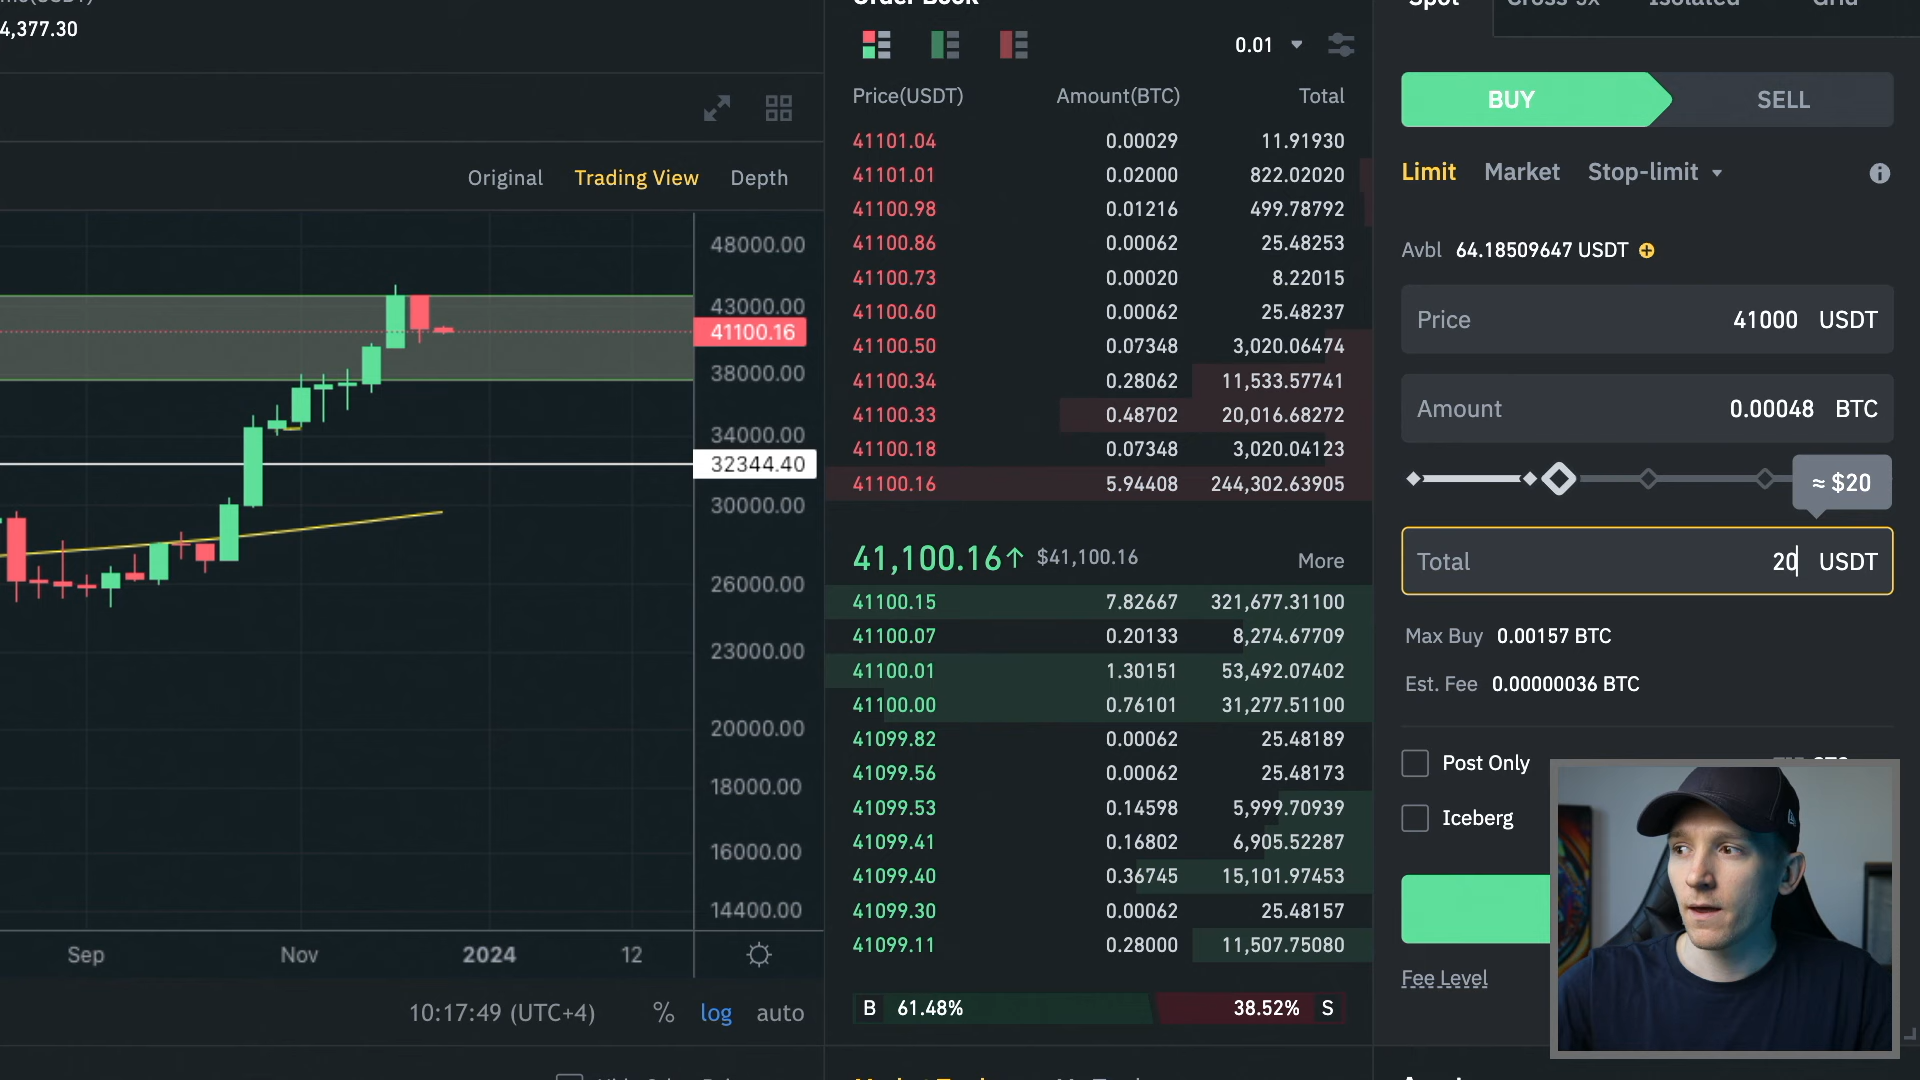 4,377.30
Original Trading View Depth
48000.00
43000.00
41100.16
38000.00
34000.00
32344.40
30000.00
26000.00
23000.00
20000.00
18000.00
16000.00
14400.00
Sep Nov 2024 12
10:17:49 (UTC+4) % log auto
Order Book
0.01
Price(USDT) Amount(BTC) Total
41101.04 0.00029 11.91930
41101.01 0.02000 822.02020
41100.98 0.01216 499.78792
41100.86 0.00062 25.48253
41100.73 0.00020 8.22015
41100.60 0.00062 25.48237
41100.50 0.07348 3,020.06474
41100.34 0.28062 11,533.57741
41100.33 0.48702 20,016.68272
41100.18 0.07348 3,020.04123
41100.16 5.94408 244,302.63905
41,100.16↑ $41,100.16 More
41100.15 7.82667 321,677.31100
41100.07 0.20133 8,274.67709
41100.01 1.30151 53,492.07402
41100.00 0.76101 31,277.51100
41099.82 0.00062 25.48189
41099.56 0.00062 25.48173
41099.53 0.14598 5,999.70939
41099.41 0.16802 6,905.52287
41099.40 0.36745 15,101.97453
41099.30 0.00062 25.48157
41099.11 0.28000 11,507.75080
B 61.48% 38.52% S
Spot Cross 3x Isolated Grid
BUY SELL
Limit Market Stop-limit
Avbl 64.18509647 USDT
Price 41000 USDT
Amount 0.00048 BTC
≈ $20
Total 20 USDT
Max Buy 0.00157 BTC
Est. Fee 0.00000036 BTC
Post Only
Iceberg
Fee Level